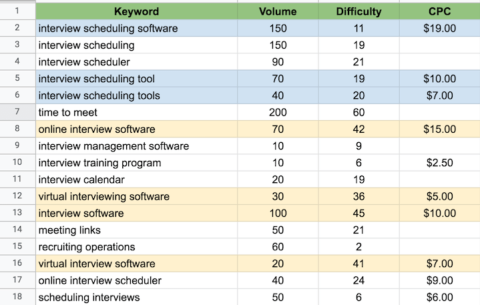 1 Keyword Volume Difficulty CPC
2 interview scheduling software 150 11 $19.00
3 interview scheduling 150 19
4 interview scheduler 90 21
5 interview scheduling tool 70 19 $10.00
6 interview scheduling tools 40 20 $7.00
7 time to meet 200 60
8 online interview software 70 42 $15.00
9 interview management software 10 9
10 interview training program 10 6 $2.50
11 interview calendar 20 19
12 virtual interviewing software 30 36 $5.00
13 interview software 100 45 $10.00
14 meeting links 50 21
15 recruiting operations 60 2
16 virtual interview software 20 41 $7.00
17 online interview scheduler 40 24 $9.00
18 scheduling interviews 50 6 $6.00